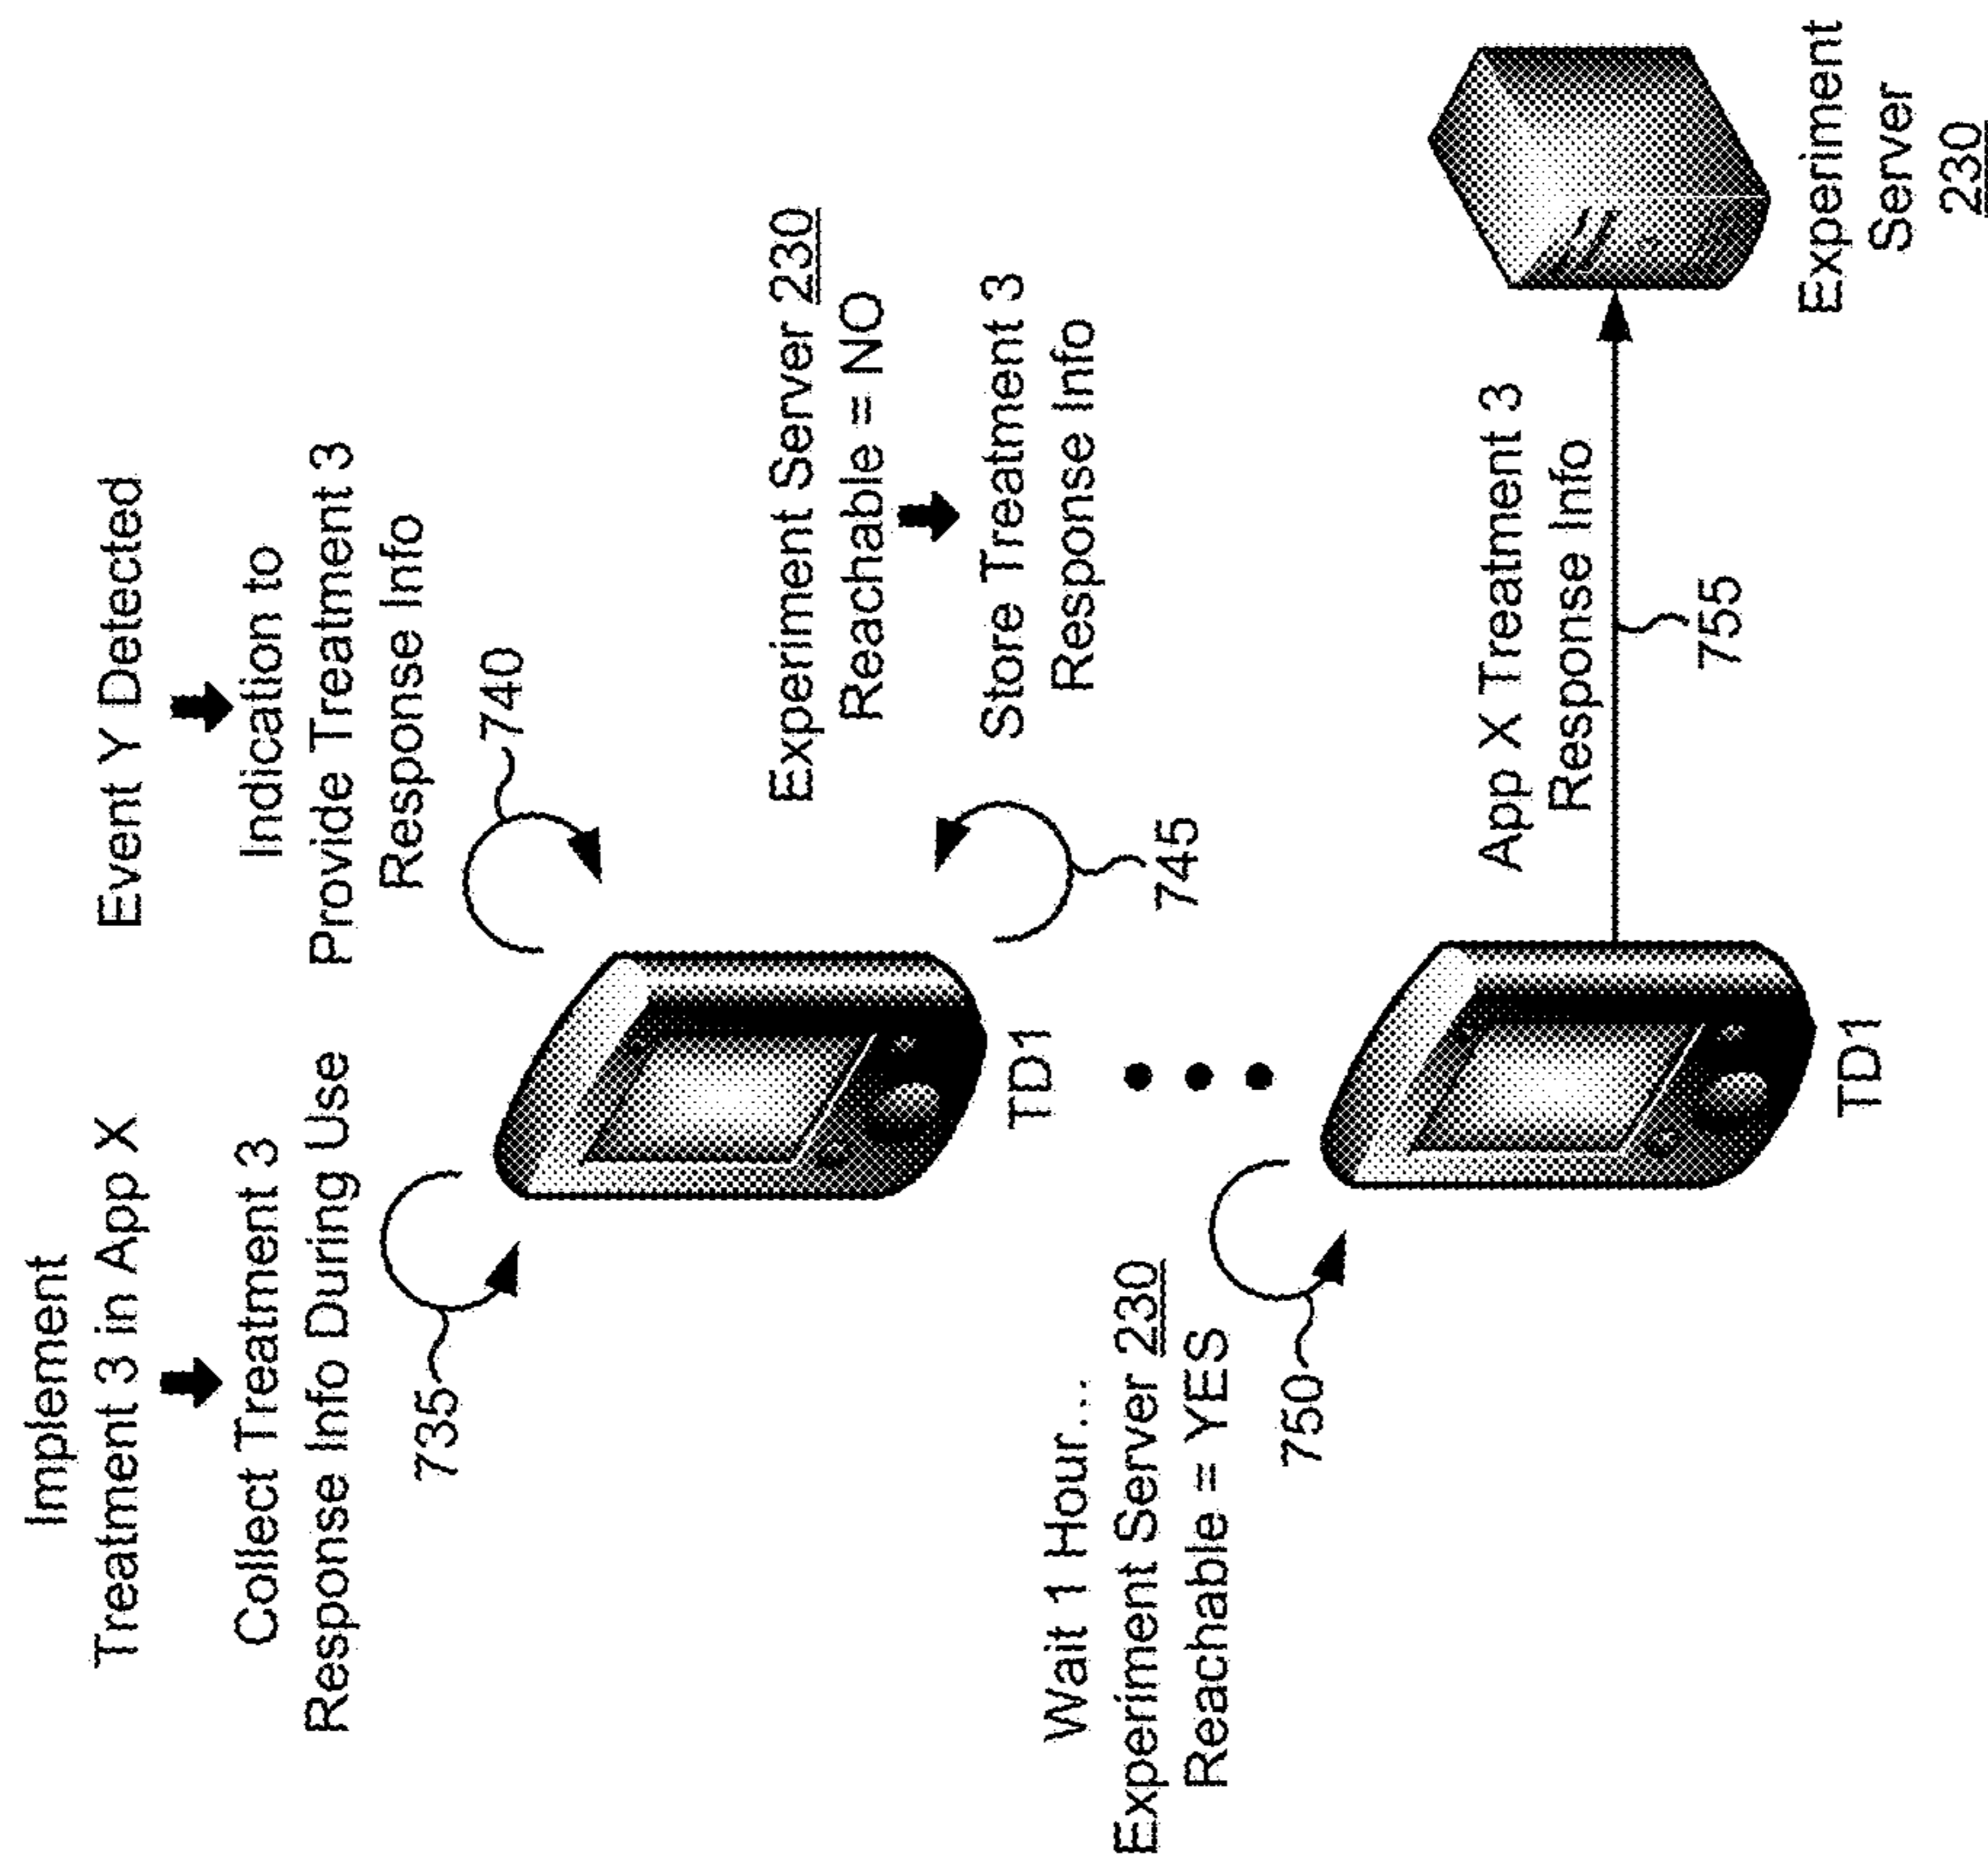 Implement
Treatment 3 in App X
Collect Treatment 3
Response Info During Use
735
Event Y Detected
Indication to
Provide Treatment 3
Response Info
740
Experiment Server 230
Reachable = NO
Store Treatment 3
Response Info
745
TD1
Wait 1 Hour...
Experiment Server 230
Reachable = YES
750
TD1
App X Treatment 3
Response Info
755
Experiment
Server
230